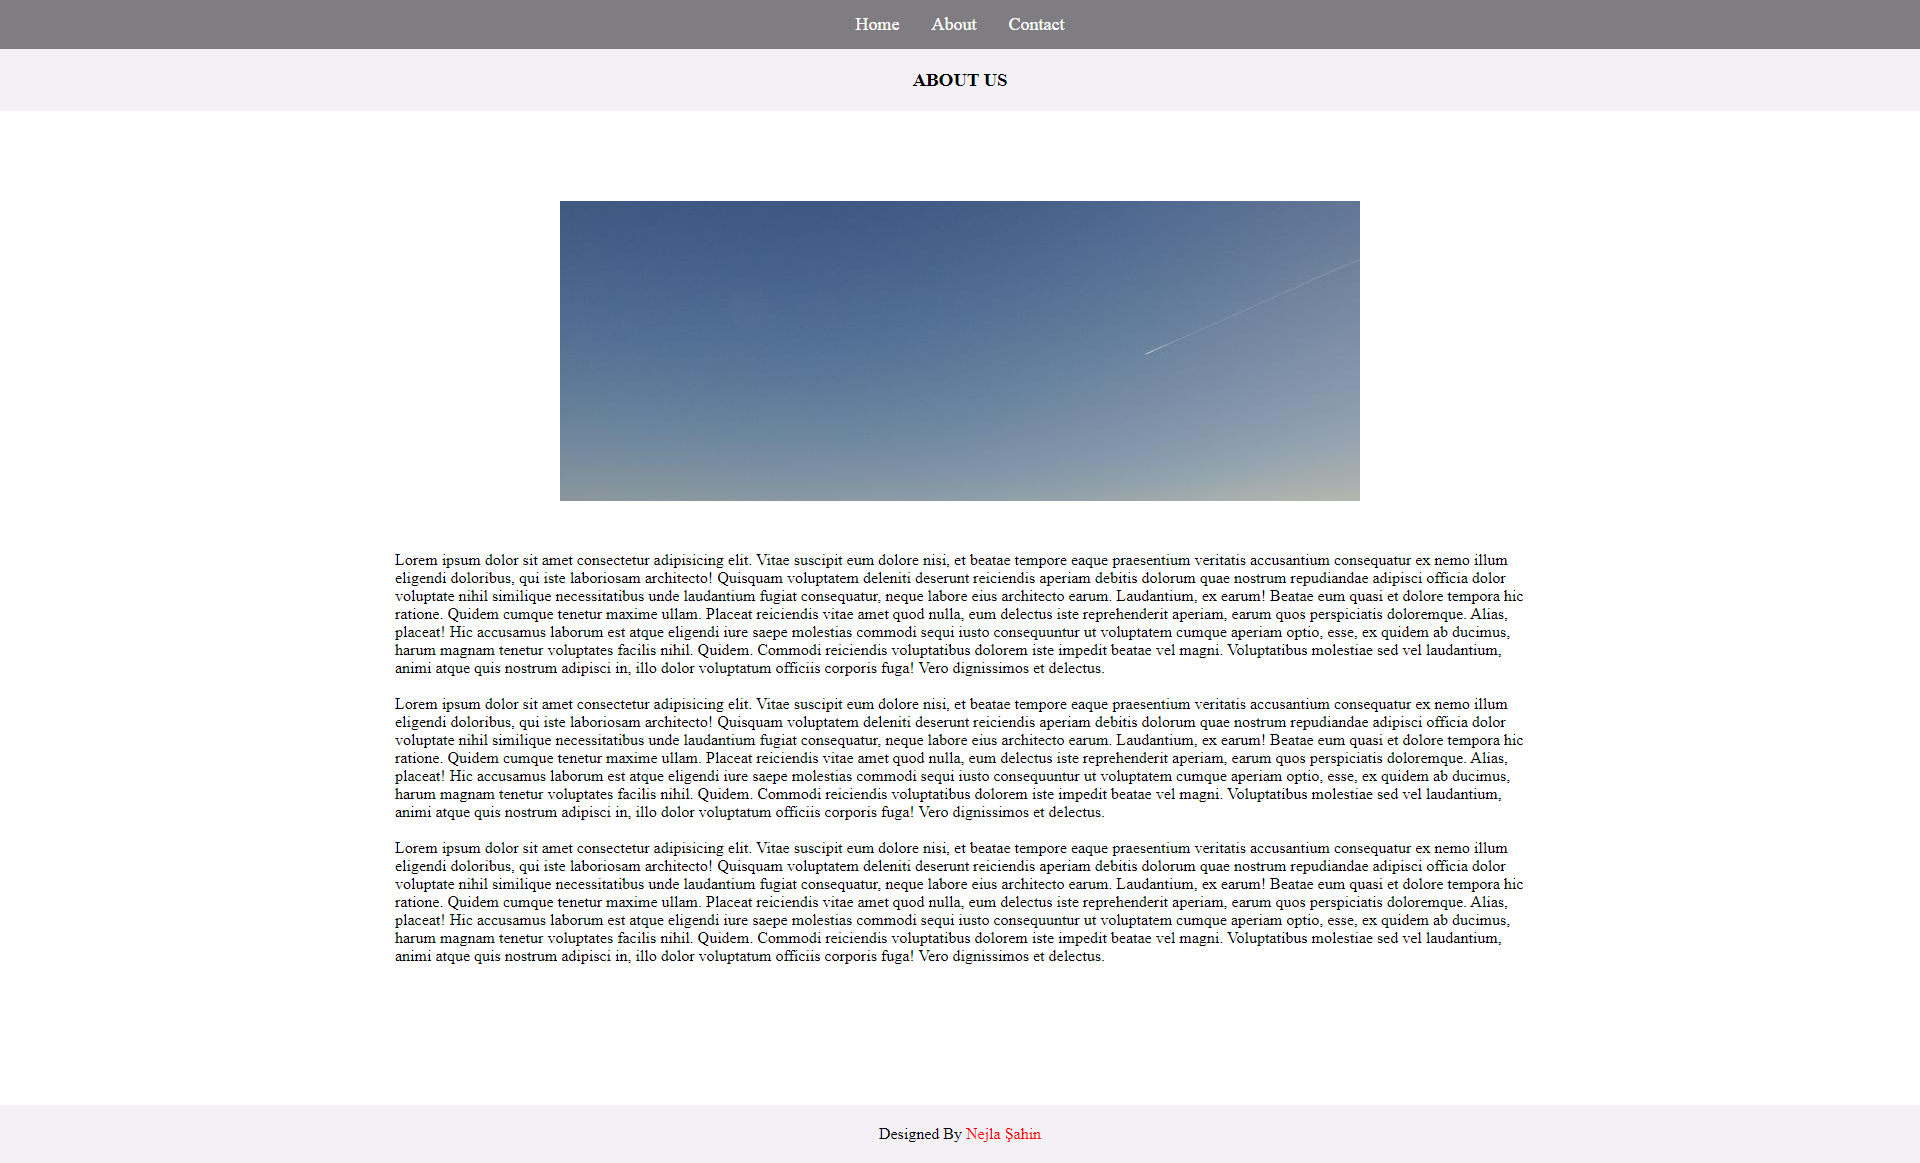 Home About Contact
ABOUT US
Lorem ipsum dolor sit amet consectetur adipisicing elit. Vitae suscipit eum dolore nisi, et beatae tempore eaque praesentium veritatis accusantium consequatur ex nemo illum
eligendi doloribus, qui iste laboriosam architecto! Quisquam voluptatem deleniti deserunt reiciendis aperiam debitis dolorum quae nostrum repudiandae adipisci officia dolor
voluptate nihil similique necessitatibus unde laudantium fugiat consequatur, neque labore eius architecto earum. Laudantium, ex earum! Beatae eum quasi et dolore tempora hic
ratione. Quidem cumque tenetur maxime ullam. Placeat reiciendis vitae amet quod nulla, eum delectus iste reprehenderit aperiam, earum quos perspiciatis doloremque. Alias,
placeat! Hic accusamus laborum est atque eligendi iure saepe molestias commodi sequi iusto consequuntur ut voluptatem cumque aperiam optio, esse, ex quidem ab ducimus,
harum magnam tenetur voluptates facilis nihil. Quidem. Commodi reiciendis voluptatibus dolorem iste impedit beatae vel magni. Voluptatibus molestiae sed vel laudantium,
animi atque quis nostrum adipisci in, illo dolor voluptatum officiis corporis fuga! Vero dignissimos et delectus.
Lorem ipsum dolor sit amet consectetur adipisicing elit. Vitae suscipit eum dolore nisi, et beatae tempore eaque praesentium veritatis accusantium consequatur ex nemo illum
eligendi doloribus, qui iste laboriosam architecto! Quisquam voluptatem deleniti deserunt reiciendis aperiam debitis dolorum quae nostrum repudiandae adipisci officia dolor
voluptate nihil similique necessitatibus unde laudantium fugiat consequatur, neque labore eius architecto earum. Laudantium, ex earum! Beatae eum quasi et dolore tempora hic
ratione. Quidem cumque tenetur maxime ullam. Placeat reiciendis vitae amet quod nulla, eum delectus iste reprehenderit aperiam, earum quos perspiciatis doloremque. Alias,
placeat! Hic accusamus laborum est atque eligendi iure saepe molestias commodi sequi iusto consequuntur ut voluptatem cumque aperiam optio, esse, ex quidem ab ducimus,
harum magnam tenetur voluptates facilis nihil. Quidem. Commodi reiciendis voluptatibus dolorem iste impedit beatae vel magni. Voluptatibus molestiae sed vel laudantium,
animi atque quis nostrum adipisci in, illo dolor voluptatum officiis corporis fuga! Vero dignissimos et delectus.
Lorem ipsum dolor sit amet consectetur adipisicing elit. Vitae suscipit eum dolore nisi, et beatae tempore eaque praesentium veritatis accusantium consequatur ex nemo illum
eligendi doloribus, qui iste laboriosam architecto! Quisquam voluptatem deleniti deserunt reiciendis aperiam debitis dolorum quae nostrum repudiandae adipisci officia dolor
voluptate nihil similique necessitatibus unde laudantium fugiat consequatur, neque labore eius architecto earum. Laudantium, ex earum! Beatae eum quasi et dolore tempora hic
ratione. Quidem cumque tenetur maxime ullam. Placeat reiciendis vitae amet quod nulla, eum delectus iste reprehenderit aperiam, earum quos perspiciatis doloremque. Alias,
placeat! Hic accusamus laborum est atque eligendi iure saepe molestias commodi sequi iusto consequuntur ut voluptatem cumque aperiam optio, esse, ex quidem ab ducimus,
harum magnam tenetur voluptates facilis nihil. Quidem. Commodi reiciendis voluptatibus dolorem iste impedit beatae vel magni. Voluptatibus molestiae sed vel laudantium,
animi atque quis nostrum adipisci in, illo dolor voluptatum officiis corporis fuga! Vero dignissimos et delectus.
Designed By Nejla Şahin